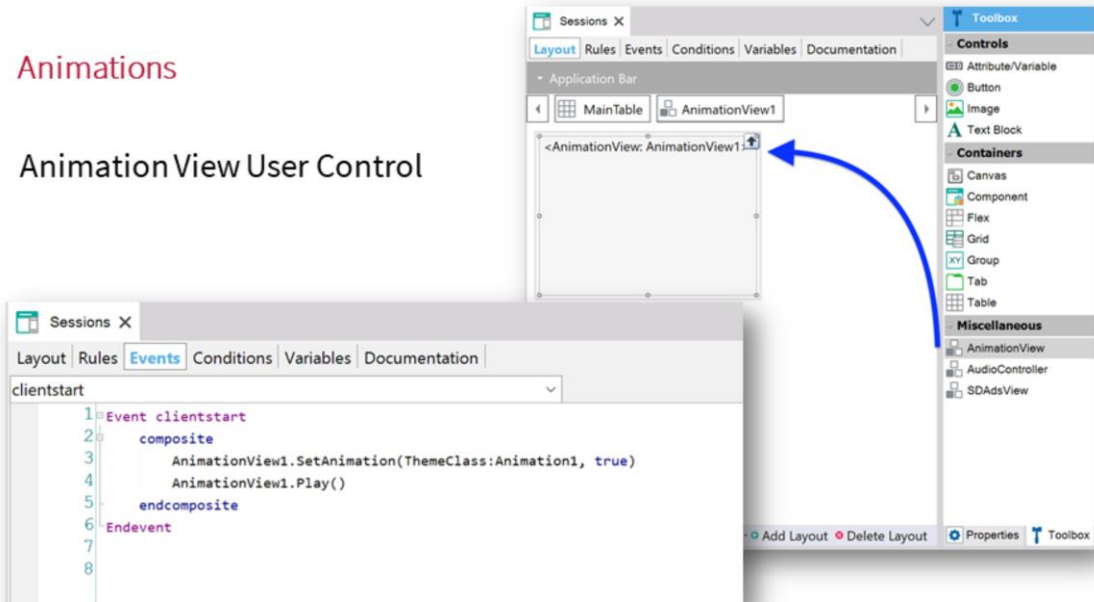 Animations
Animation View User Control
Sessions
Layout Rules Events Conditions Variables Documentation
Application Bar
MainTable AnimationView1
<AnimationView: AnimationView1>
Add Layout Delete Layout
Toolbox
Controls
Attribute/Variable
Button
Image
Text Block
Containers
Canvas
Component
Flex
Grid
Group
Tab
Table
Miscellaneous
AnimationView
AudioController
SDAdsView
Properties Toolbox
Sessions
Layout Rules Events Conditions Variables Documentation
clientstart
1 Event clientstart
2 composite
3 AnimationView1.SetAnimation(ThemeClass:Animation1, true)
4 AnimationView1.Play()
5 endcomposite
6 Endevent
7
8